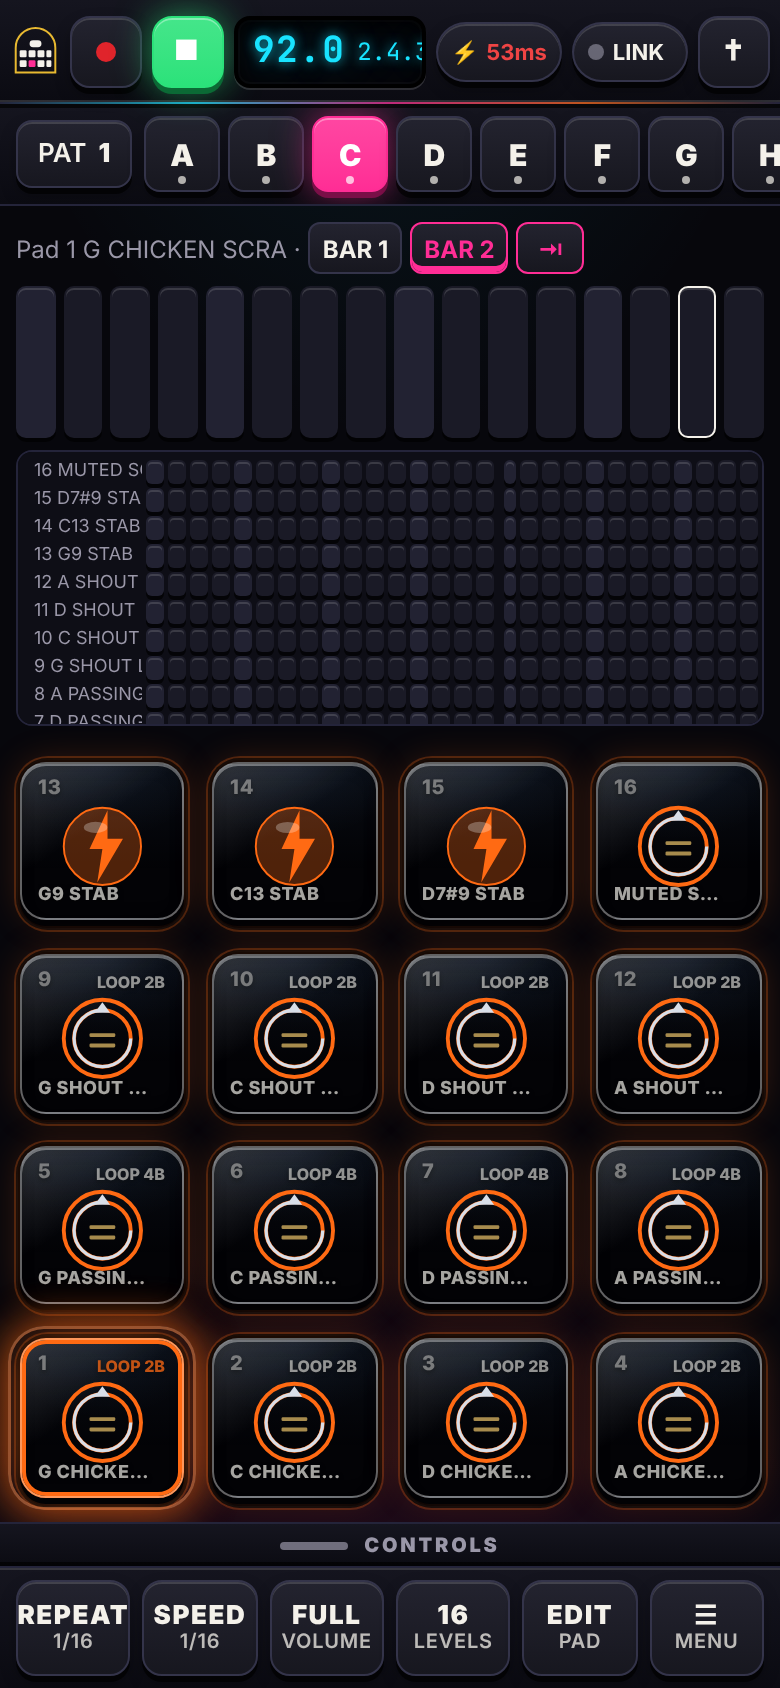 92.0 2.4.3
⚡ 53ms
LINK
PAT 1
A B C D E F G H
Pad 1 G CHICKEN SCRA · BAR 1 BAR 2 ⇥
16 MUTED S
15 D7#9 STA
14 C13 STAB
13 G9 STAB
12 A SHOUT
11 D SHOUT
10 C SHOUT
9 G SHOUT L
8 A PASSING
7 D PASSING
13 14 15 16
G9 STAB C13 STAB D7#9 STAB MUTED S...
9 LOOP 2B 10 LOOP 2B 11 LOOP 2B 12 LOOP 2B
G SHOUT ... C SHOUT ... D SHOUT ... A SHOUT ...
5 LOOP 4B 6 LOOP 4B 7 LOOP 4B 8 LOOP 4B
G PASSIN... C PASSIN... D PASSIN... A PASSIN...
1 LOOP 2B 2 LOOP 2B 3 LOOP 2B 4 LOOP 2B
G CHICKE... C CHICKE... D CHICKE... A CHICKE...
CONTROLS
REPEAT SPEED FULL 16 EDIT ☰
1/16 1/16 VOLUME LEVELS PAD MENU